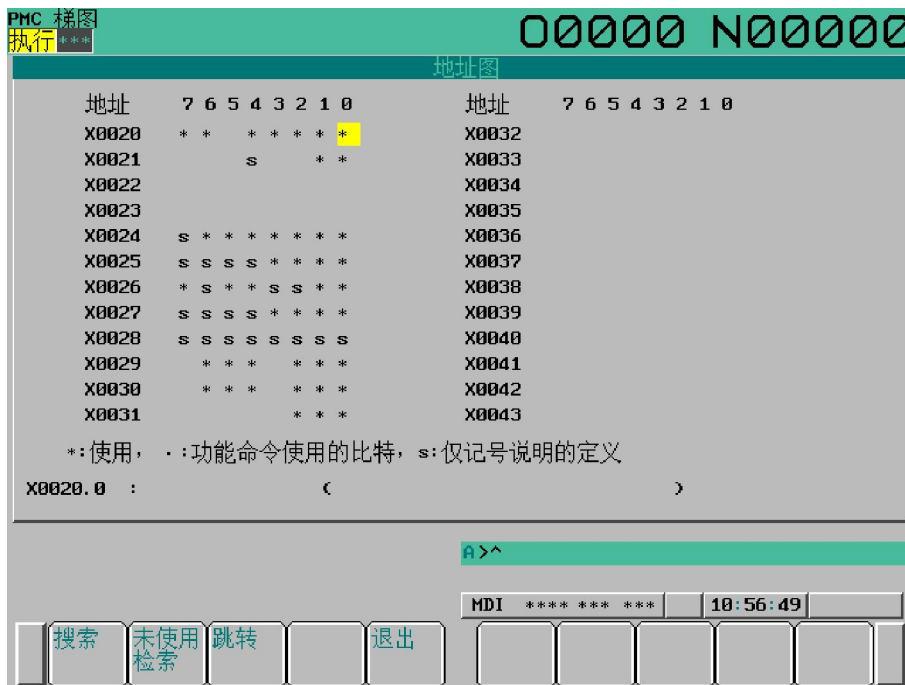 PMC 梯图
执行 *** O0000 N00000
地址图
地址 7 6 5 4 3 2 1 0 地址 7 6 5 4 3 2 1 0
X0020 * * * * * * * X0032
X0021 s * * X0033
X0022 X0034
X0023 X0035
X0024 s * * * * * * * X0036
X0025 s s s s * * * * X0037
X0026 * s * * s s * * X0038
X0027 s s s s * * * * X0039
X0028 s s s s s s s s X0040
X0029 * * * * * * X0041
X0030 * * * * * * X0042
X0031 * * * X0043
*:使用, ·:功能命令使用的比特, s:仅记号说明的定义
X0020.0 : ( )
A>^
MDI **** *** *** 10:56:49
搜索 未使用检索 跳转 退出